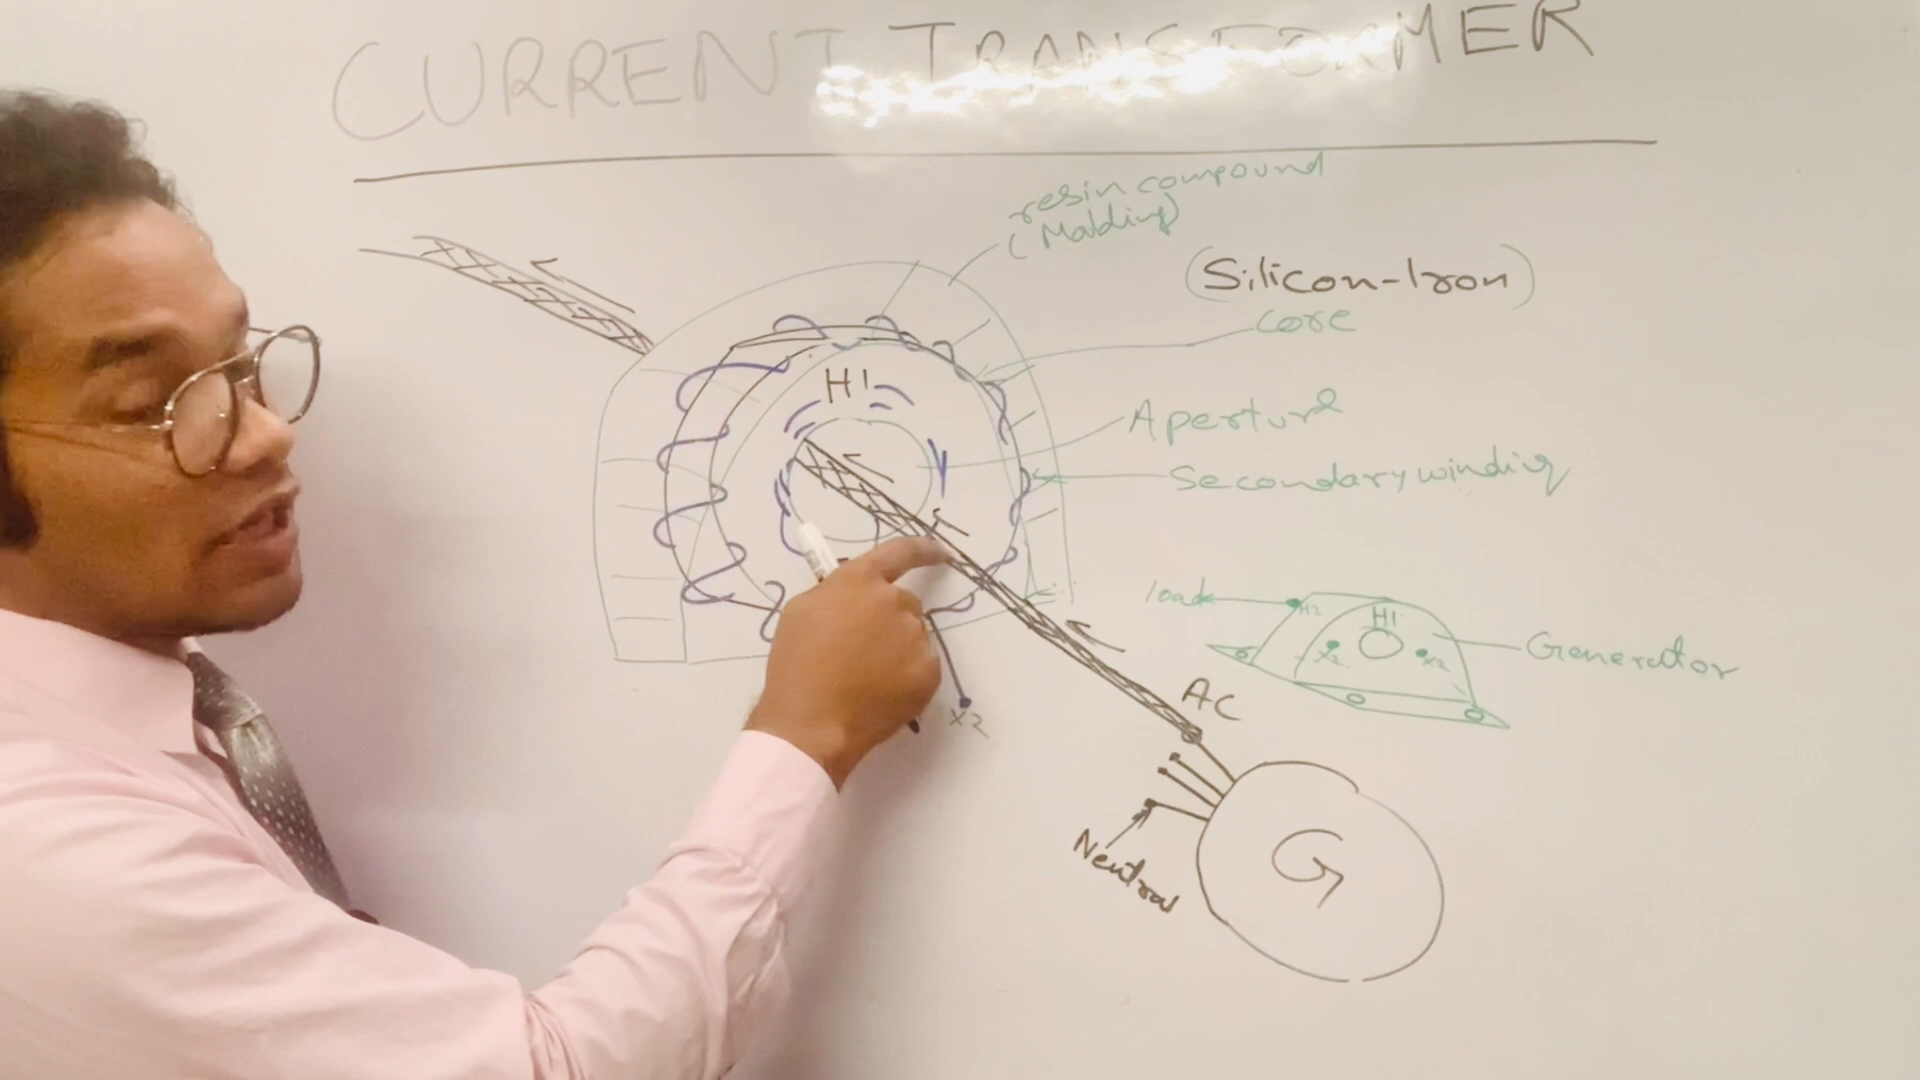 CURRENT TRANSFORMER
resin compound
(Molding)
(Silicon-Iron)
core
H1
Aperture
Secondary winding
load
H2
H1
X2
X2
Generator
AC
X2
Neutral
G